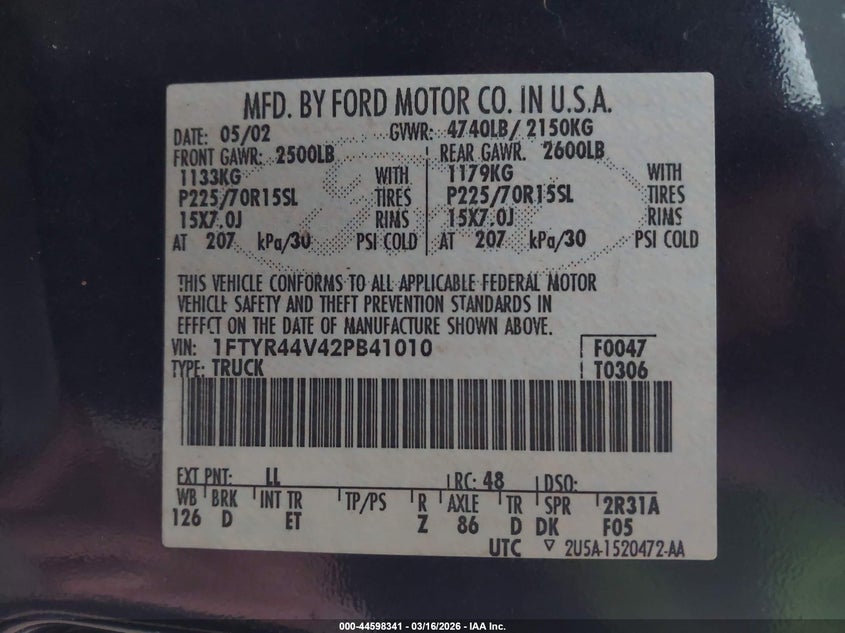 MFD. BY FORD MOTOR CO. IN U.S.A.
DATE: 05/02 GVWR: 4740LB/ 2150KG
FRONT GAWR: 2500LB REAR GAWR: 2600LB
1133KG WITH 1179KG WITH
P225/70R15SL TIRES P225/70R15SL TIRES
15X7.0J RIMS 15X7.0J RIMS
AT 207 kPa/30 PSI COLD AT 207 kPa/30 PSI COLD
THIS VEHICLE CONFORMS TO ALL APPLICABLE FEDERAL MOTOR
VEHICLE SAFETY AND THEFT PREVENTION STANDARDS IN
EFFECT ON THE DATE OF MANUFACTURE SHOWN ABOVE.
VIN: 1FTYR44V42PB41010 F0047
TYPE: TRUCK T0306
EXT PNT: LL RC: 48 DSO:
WB BRK INT TR TP/PS R AXLE TR SPR 2R31A
126 D ET Z 86 D DK F05
UTC ▽ 2U5A-1520472-AA
000-44598341 - 03/16/2026 - IAA Inc.